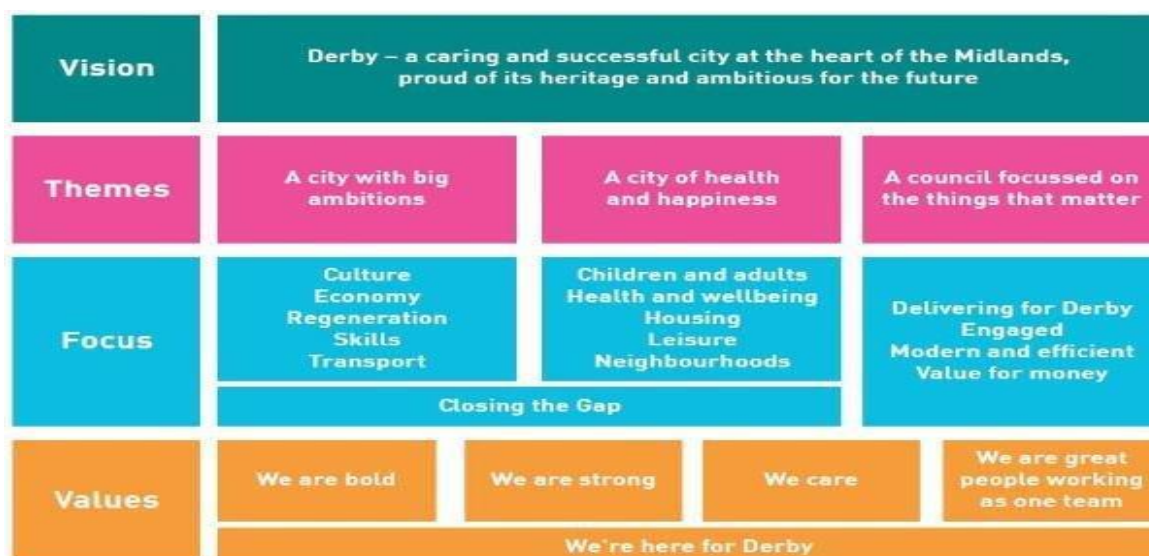 Vision
Derby – a caring and successful city at the heart of the Midlands,
proud of its heritage and ambitious for the future
Themes
A city with big
ambitions
A city of health
and happiness
A council focussed on
the things that matter
Focus
Culture
Economy
Regeneration
Skills
Transport
Children and adults
Health and wellbeing
Housing
Leisure
Neighbourhoods
Closing the Gap
Delivering for Derby
Engaged
Modern and efficient
Value for money
Values
We are bold
We are strong
We care
We are great
people working
as one team
We're here for Derby